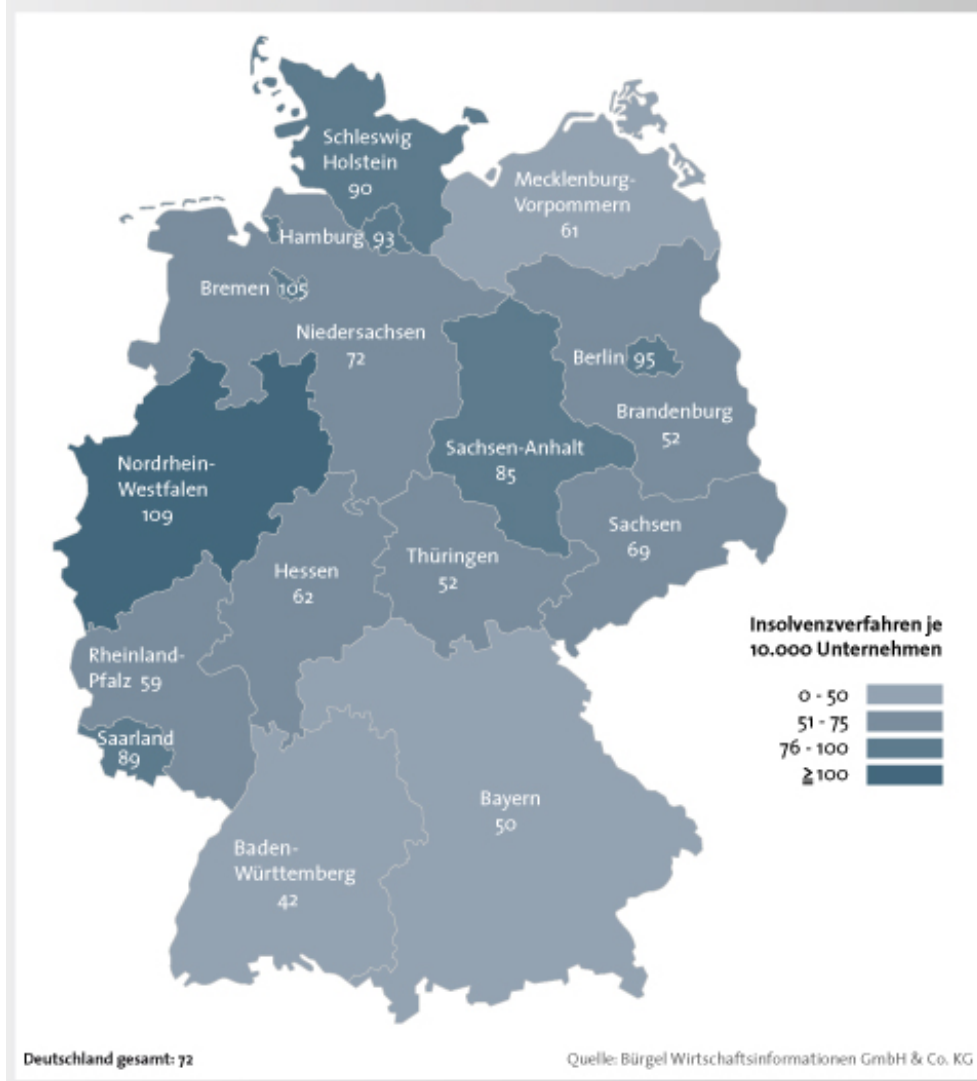 Schleswig
Holstein
90
Mecklenburg-
Vorpommern
61
Hamburg 93
Bremen 105
Niedersachsen
72
Berlin 95
Brandenburg
52
Sachsen-Anhalt
85
Nordrhein-
Westfalen
109
Sachsen
69
Thüringen
52
Hessen
62
Rheinland-
Pfalz 59
Saarland
89
Bayern
50
Baden-
Württemberg
42
Insolvenzverfahren je
10.000 Unternehmen
0 - 50
51 - 75
76 - 100
≧100
Deutschland gesamt: 72
Quelle: Bürgel Wirtschaftsinformationen GmbH & Co. KG